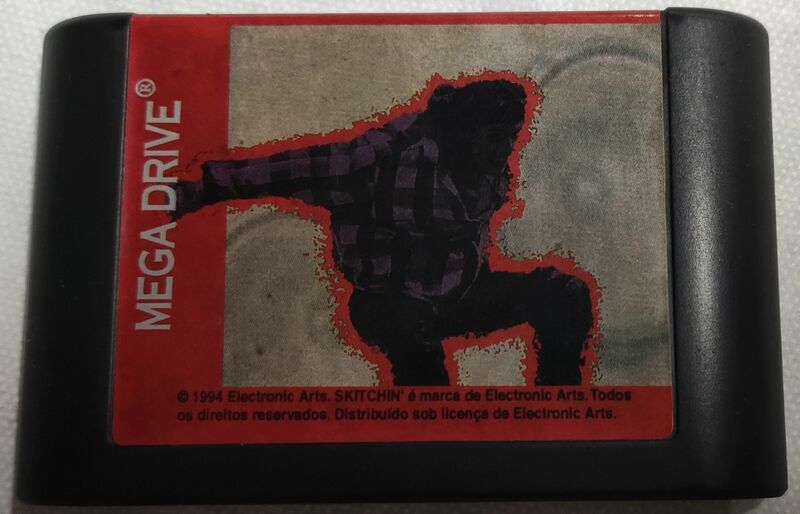 MEGA DRIVE®
© 1994 Electronic Arts. SKITCHIN' é marca de Electronic Arts. Todos
os direitos reservados. Distribuído sob licença de Electronic Arts.